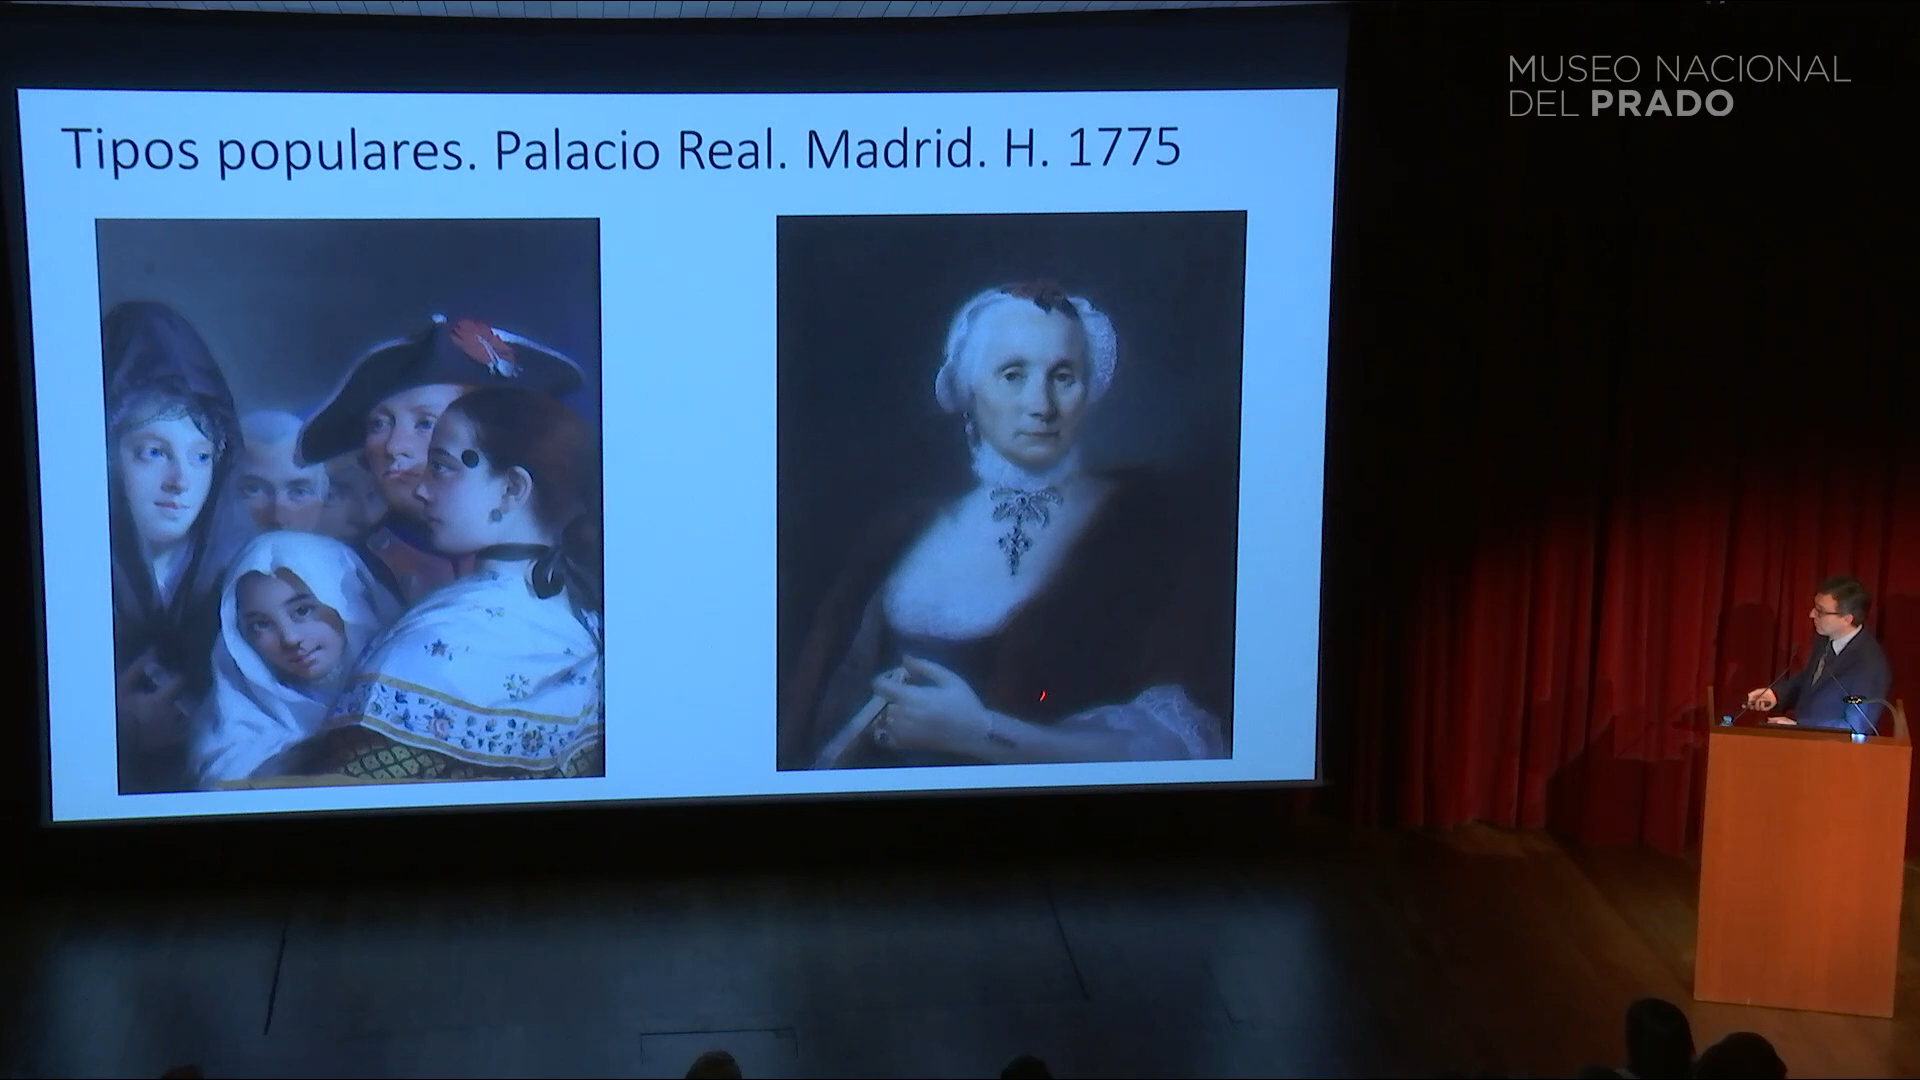 Tipos populares. Palacio Real. Madrid. H. 1775
MUSEO NACIONAL
DEL PRADO